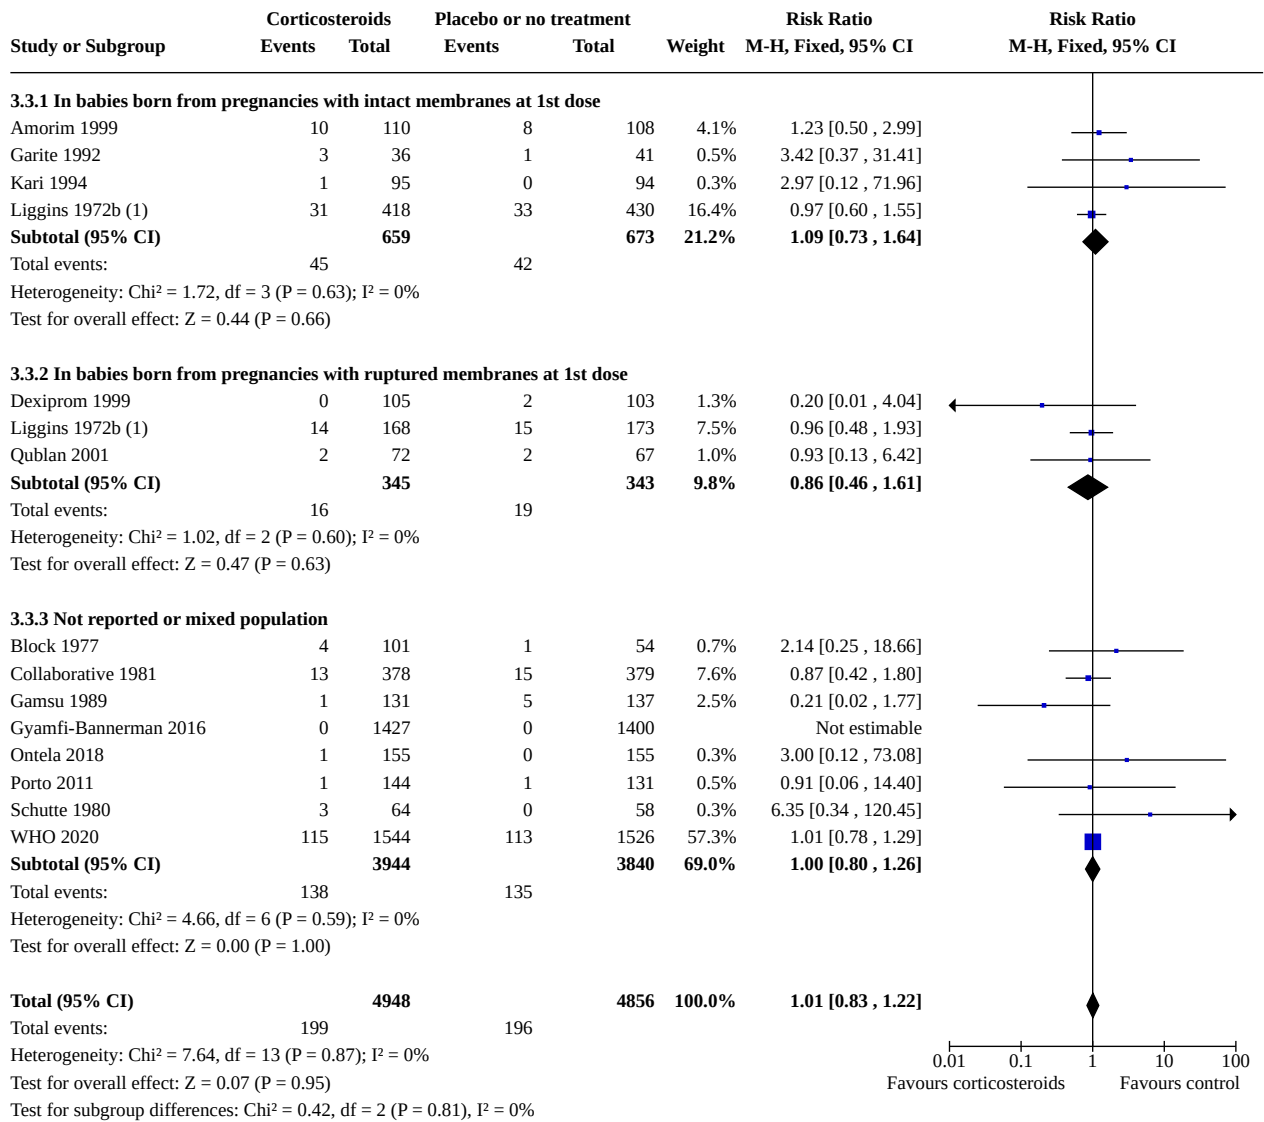 Corticosteroids Placebo or no treatment Risk Ratio Risk Ratio
Study or Subgroup Events Total Events Total Weight M-H, Fixed, 95% CI M-H, Fixed, 95% CI
3.3.1 In babies born from pregnancies with intact membranes at 1st dose
Amorim 1999 10 110 8 108 4.1% 1.23 [0.50 , 2.99]
Garite 1992 3 36 1 41 0.5% 3.42 [0.37 , 31.41]
Kari 1994 1 95 0 94 0.3% 2.97 [0.12 , 71.96]
Liggins 1972b (1) 31 418 33 430 16.4% 0.97 [0.60 , 1.55]
Subtotal (95% CI) 659 673 21.2% 1.09 [0.73 , 1.64]
Total events: 45 42
Heterogeneity: Chi² = 1.72, df = 3 (P = 0.63); I² = 0%
Test for overall effect: Z = 0.44 (P = 0.66)
3.3.2 In babies born from pregnancies with ruptured membranes at 1st dose
Dexiprom 1999 0 105 2 103 1.3% 0.20 [0.01 , 4.04]
Liggins 1972b (1) 14 168 15 173 7.5% 0.96 [0.48 , 1.93]
Qublan 2001 2 72 2 67 1.0% 0.93 [0.13 , 6.42]
Subtotal (95% CI) 345 343 9.8% 0.86 [0.46 , 1.61]
Total events: 16 19
Heterogeneity: Chi² = 1.02, df = 2 (P = 0.60); I² = 0%
Test for overall effect: Z = 0.47 (P = 0.63)
3.3.3 Not reported or mixed population
Block 1977 4 101 1 54 0.7% 2.14 [0.25 , 18.66]
Collaborative 1981 13 378 15 379 7.6% 0.87 [0.42 , 1.80]
Gamsu 1989 1 131 5 137 2.5% 0.21 [0.02 , 1.77]
Gyamfi-Bannerman 2016 0 1427 0 1400 Not estimable
Ontela 2018 1 155 0 155 0.3% 3.00 [0.12 , 73.08]
Porto 2011 1 144 1 131 0.5% 0.91 [0.06 , 14.40]
Schutte 1980 3 64 0 58 0.3% 6.35 [0.34 , 120.45]
WHO 2020 115 1544 113 1526 57.3% 1.01 [0.78 , 1.29]
Subtotal (95% CI) 3944 3840 69.0% 1.00 [0.80 , 1.26]
Total events: 138 135
Heterogeneity: Chi² = 4.66, df = 6 (P = 0.59); I² = 0%
Test for overall effect: Z = 0.00 (P = 1.00)
Total (95% CI) 4948 4856 100.0% 1.01 [0.83 , 1.22]
Total events: 199 196
Heterogeneity: Chi² = 7.64, df = 13 (P = 0.87); I² = 0%
Test for overall effect: Z = 0.07 (P = 0.95)
Test for subgroup differences: Chi² = 0.42, df = 2 (P = 0.81), I² = 0%
0.01 0.1 1 10 100
Favours corticosteroids Favours control